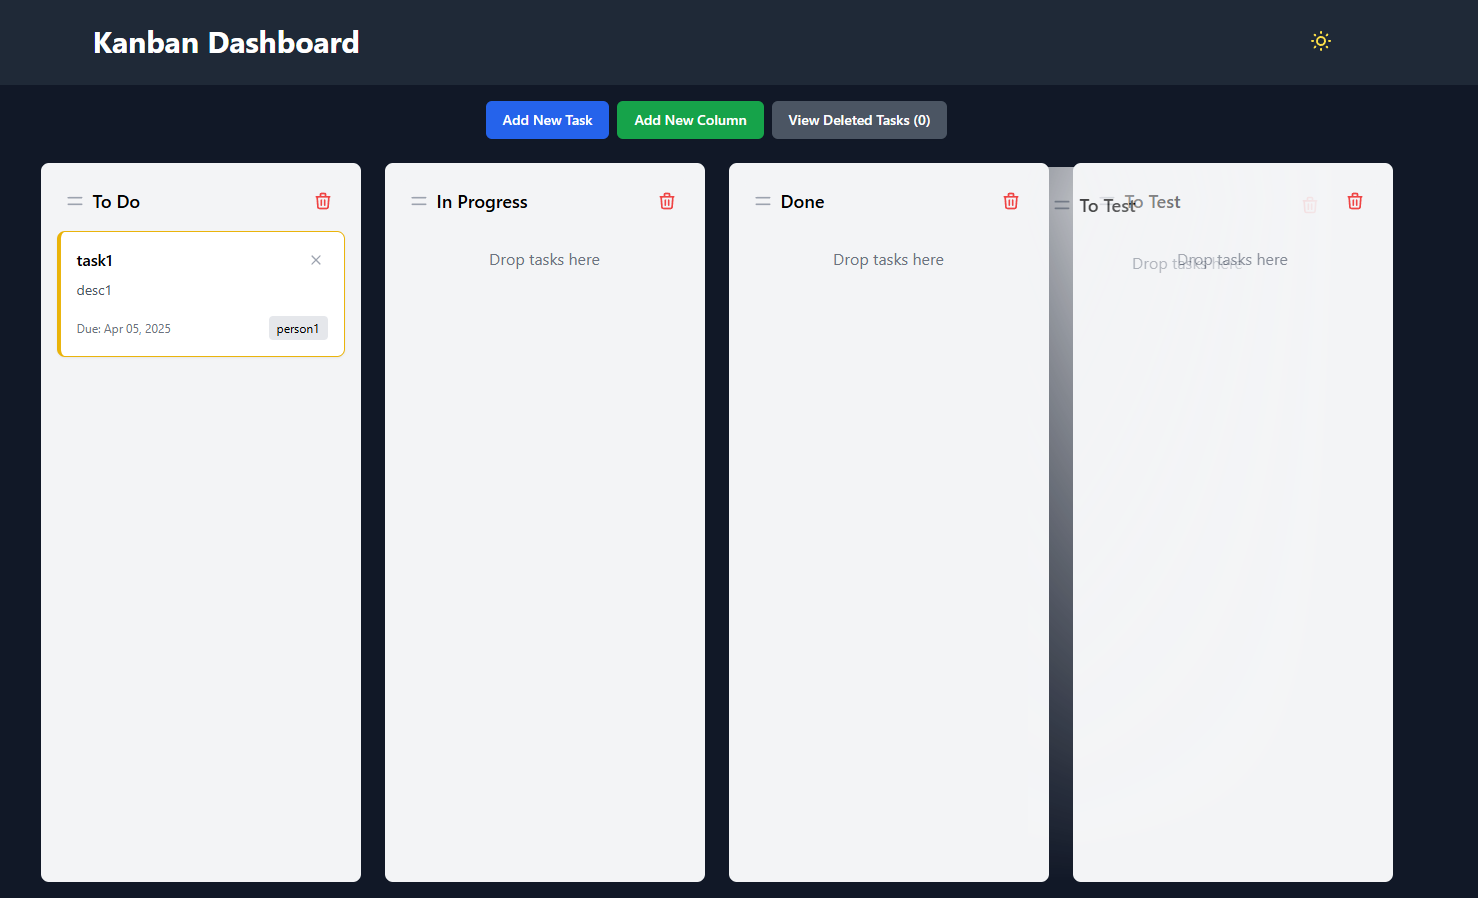 Kanban Dashboard
Add New Task Add New Column View Deleted Tasks (0)
To Do
task1
desc1
Due: Apr 05, 2025 person1
In Progress
Drop tasks here
Done
Drop tasks here
To Test
To Test
Drop tasks here
Drop tasks here